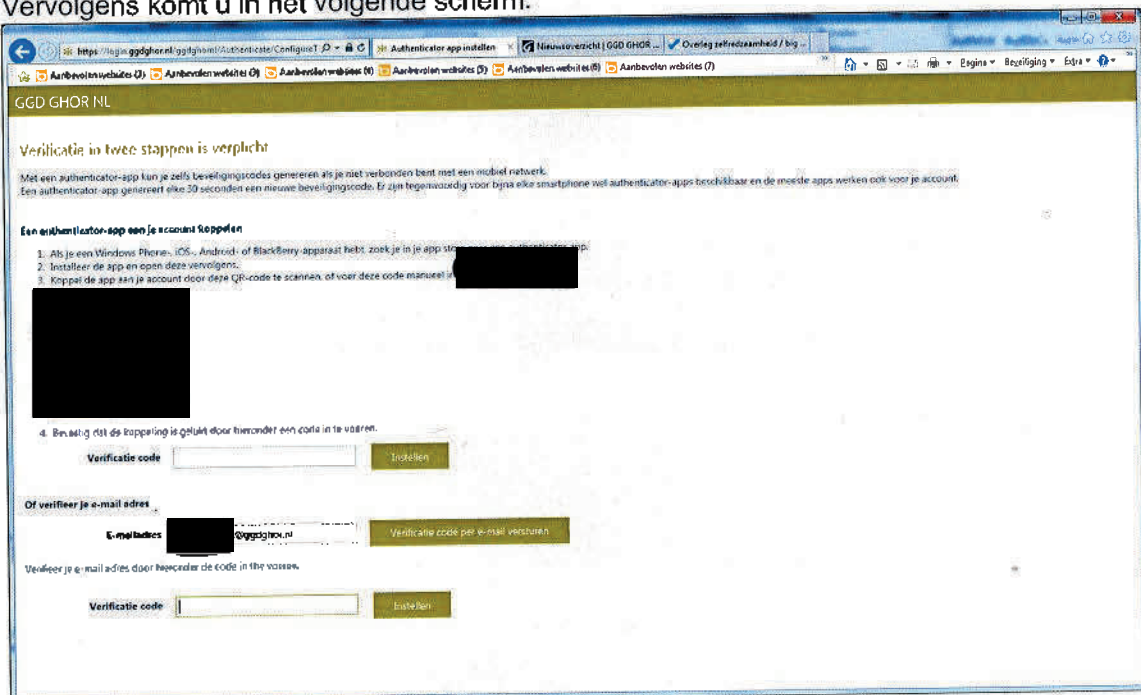 Vervolgens komt u in het volgende scherm:
https://login.ggdghor.nl/ggdghornl/Authenticate/ConfigureT
Authenticator app instellen
Nieuwsoverzicht | GGD GHOR ...
Overleg zelfredzaamheid / big ...
Aanbevolen websites (2)
Aanbevolen websites (3)
Aanbevolen websites (4)
Aanbevolen websites (5)
Aanbevolen websites (6)
Aanbevolen websites (7)
Pagina
Beveiliging
Extra
GGD GHOR NL
Verificatie in twee stappen is verplicht
Met een authenticator-app kun je zelfs beveiligingscodes genereren als je niet verbonden bent met een mobiel netwerk.
Een authenticator-app genereert elke 30 seconden een nieuwe beveiligingscode. Er zijn tegenwoordig voor bijna elke smartphone wel authenticator-apps beschikbaar en de meeste apps werken ook voor je account.
Een authenticator-app aan je account koppelen
1. Als je een Windows Phone-, iOS-, Android- of BlackBerry-apparaat hebt, zoek je in je app store naar een authenticator app.
2. Installeer de app en open deze vervolgens.
3. Koppel de app aan je account door deze QR-code te scannen, of voer deze code manueel
4. Bevestig dat de koppeling is gelukt door hieronder een code in te voeren.
Verificatie code
Instellen
Of verifieer je e-mail adres
E-mailadres
@ggdghor.nl
Verificatie code per e-mail versturen
Verifieer je e-mail adres door hieronder de code in the voeren.
Verificatie code
Instellen